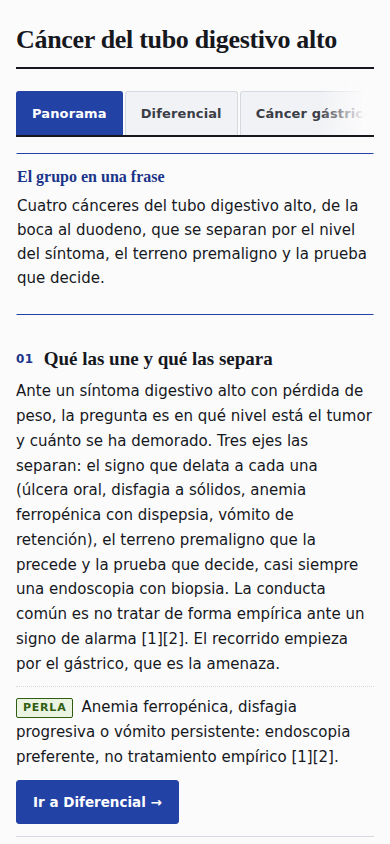 Cáncer del tubo digestivo alto
Panorama
Diferencial
Cáncer gástric
El grupo en una frase
Cuatro cánceres del tubo digestivo alto, de la
boca al duodeno, que se separan por el nivel
del síntoma, el terreno premaligno y la prueba
que decide.
01 Qué las une y qué las separa
Ante un síntoma digestivo alto con pérdida de
peso, la pregunta es en qué nivel está el tumor
y cuánto se ha demorado. Tres ejes las
separan: el signo que delata a cada una
(úlcera oral, disfagia a sólidos, anemia
ferropénica con dispepsia, vómito de
retención), el terreno premaligno que la
precede y la prueba que decide, casi siempre
una endoscopia con biopsia. La conducta
común es no tratar de forma empírica ante un
signo de alarma [1][2]. El recorrido empieza
por el gástrico, que es la amenaza.
PERLA Anemia ferropénica, disfagia
progresiva o vómito persistente: endoscopia
preferente, no tratamiento empírico [1][2].
Ir a Diferencial →